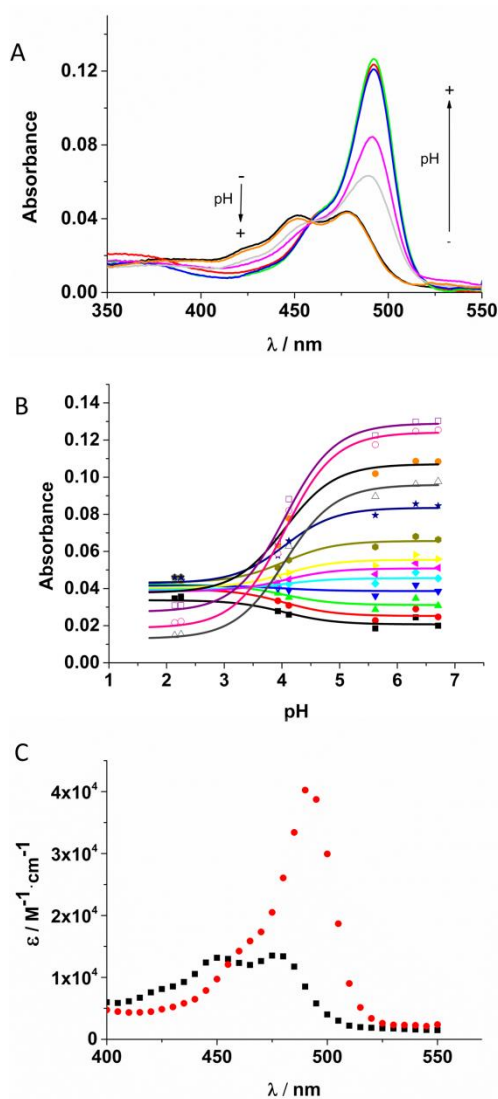 A
Absorbance
0.12
0.08
0.04
0.00
- pH +
+ pH -
350 400 450 500 550
λ / nm
B
Absorbance
0.14
0.12
0.10
0.08
0.06
0.04
0.02
0.00
1 2 3 4 5 6 7
pH
C
ε / M⁻¹·cm⁻¹
4x10⁴
3x10⁴
2x10⁴
1x10⁴
0
400 450 500 550
λ / nm